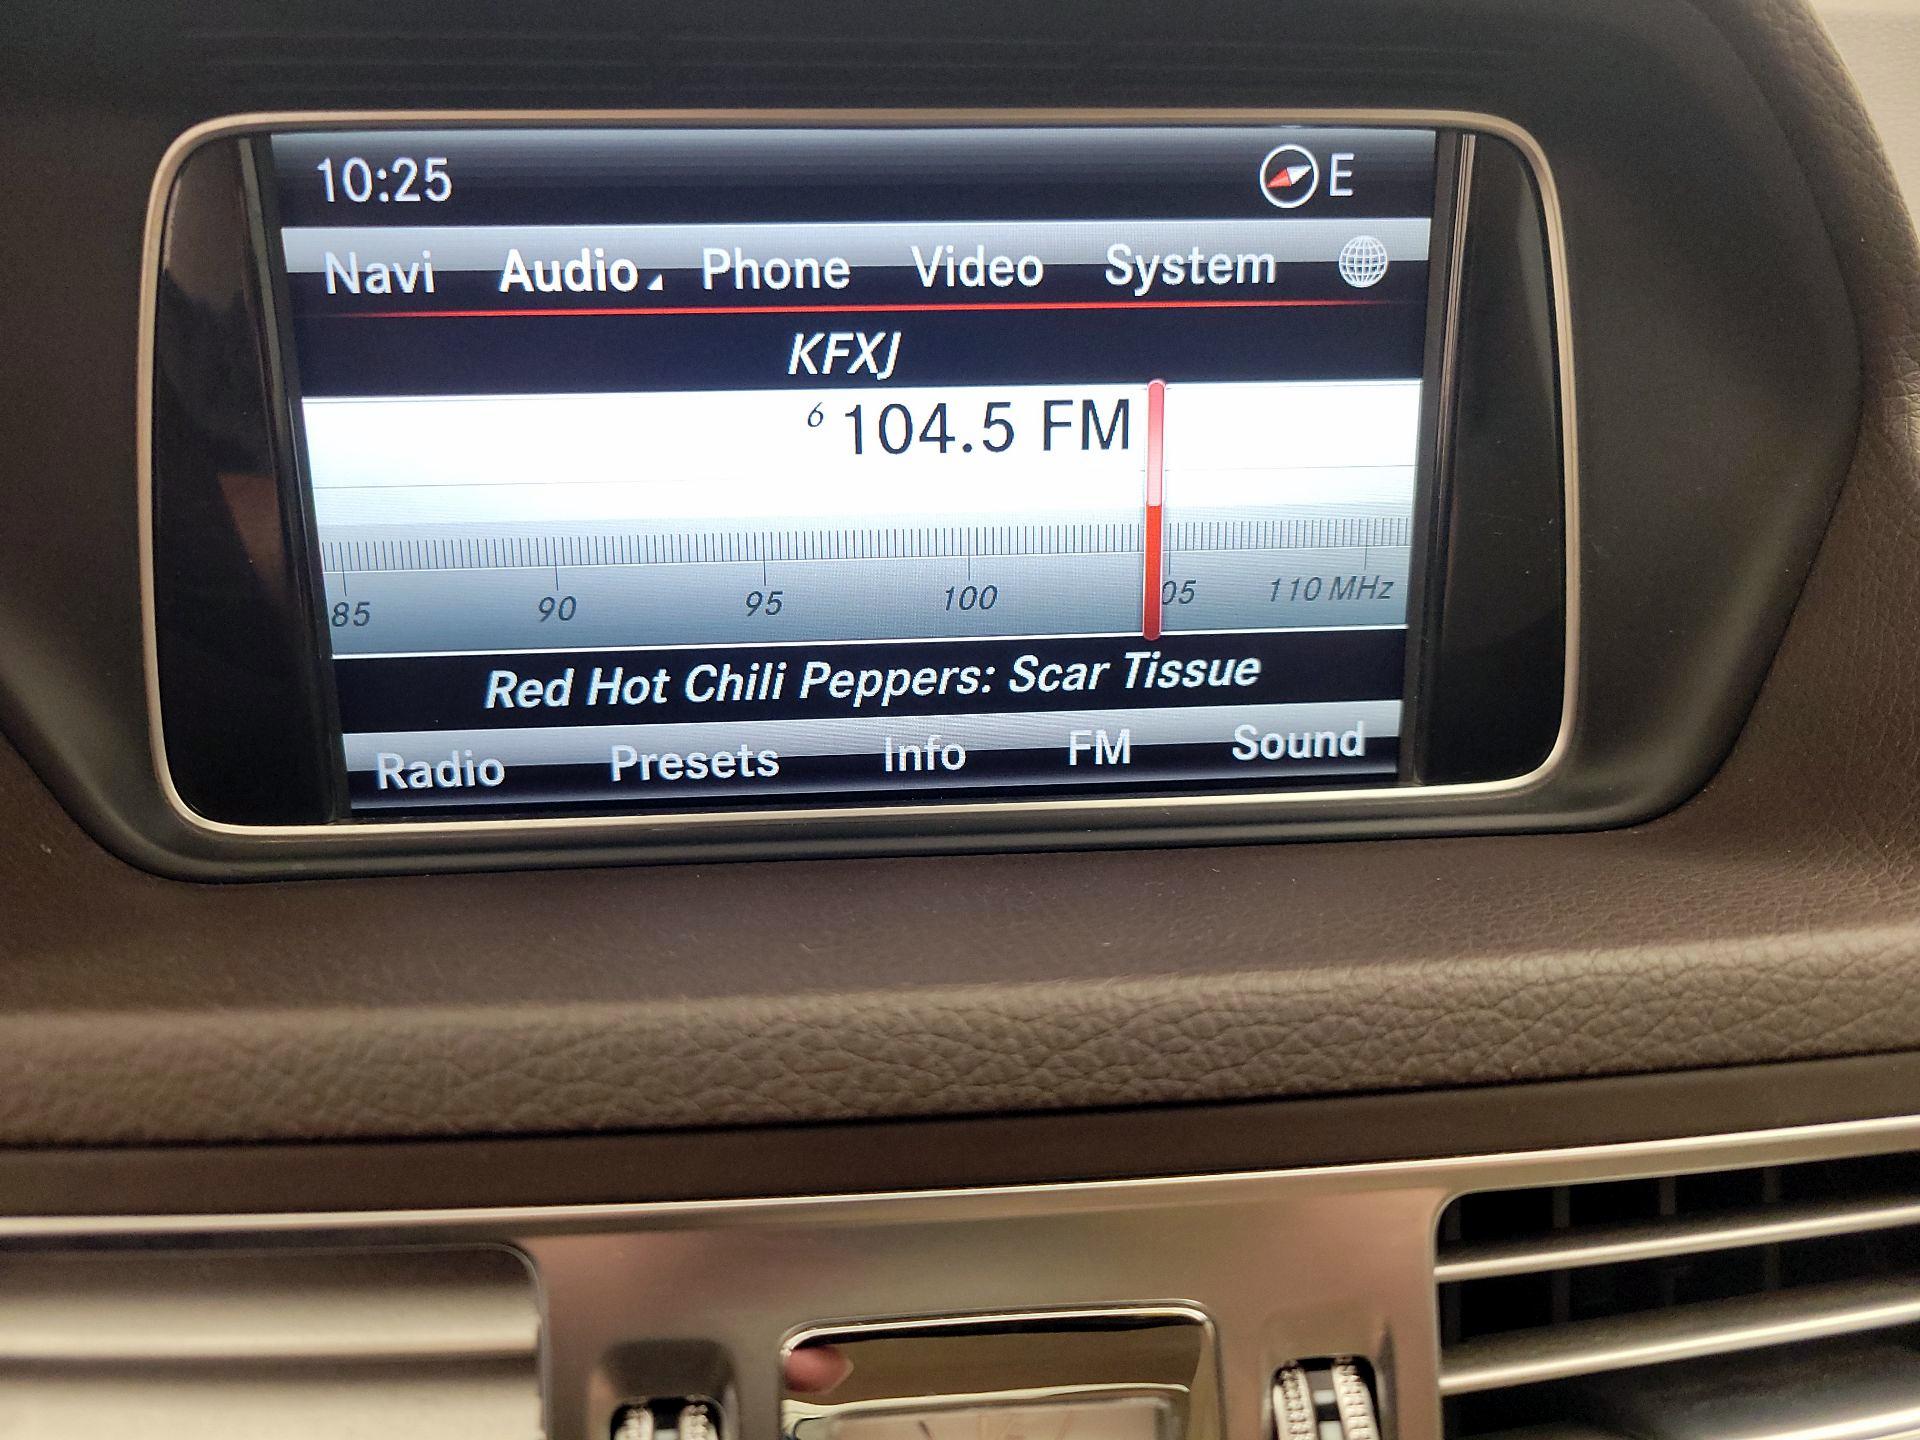 10:25 E
Navi Audio Phone Video System
KFXJ
6 104.5 FM
85 90 95 100 05 110 MHz
Red Hot Chili Peppers: Scar Tissue
Radio Presets Info FM Sound